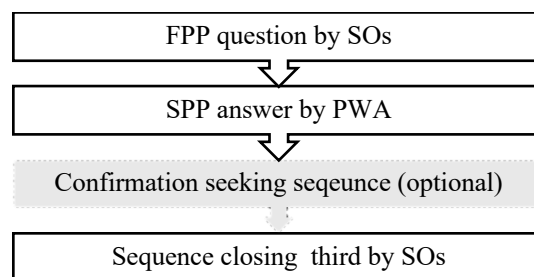 FPP question by SOs
SPP answer by PWA
Confirmation seeking seqeunce (optional)
Sequence closing  third by SOs